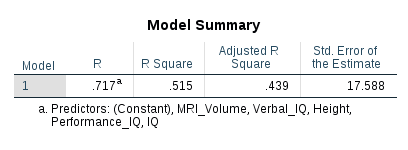 Model Summary
Model R R Square Adjusted R Square Std. Error of the Estimate
1 .717a .515 .439 17.588
a. Predictors: (Constant), MRI_Volume, Verbal_IQ, Height,
Performance_IQ, IQ